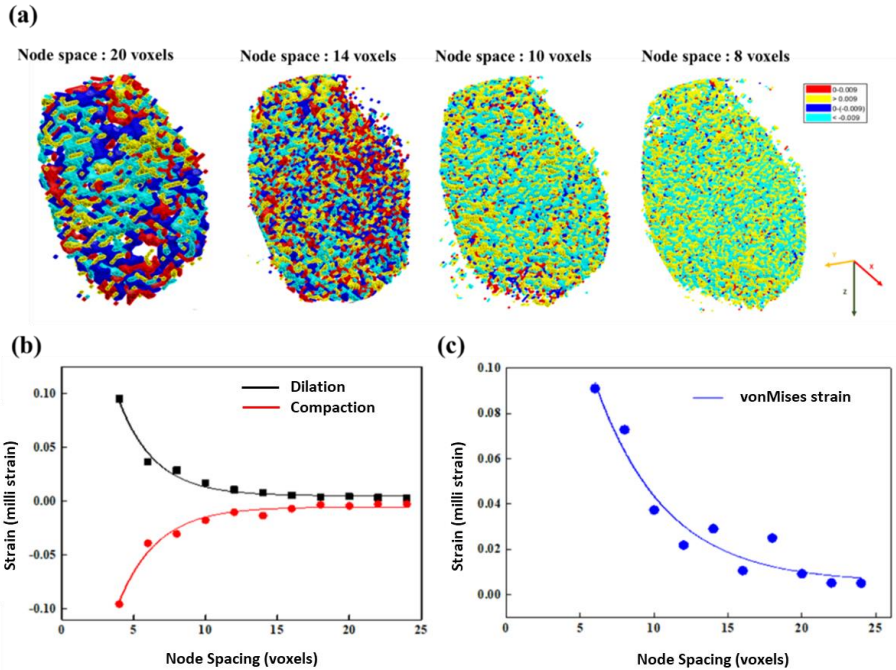 (a)
Node space : 20 voxels
Node space : 14 voxels
Node space : 10 voxels
Node space : 8 voxels
0-0.009
> 0.009
0-(-0.009)
< -0.009
Y
X
Z
(b)
(c)
Strain (milli strain)
0.10
0.05
0.00
-0.05
-0.10
Dilation
Compaction
0
5
10
15
20
25
Node Spacing (voxels)
Strain (milli strain)
0.10
0.08
0.06
0.04
0.02
0.00
vonMises strain
0
5
10
15
20
25
Node Spacing (voxels)